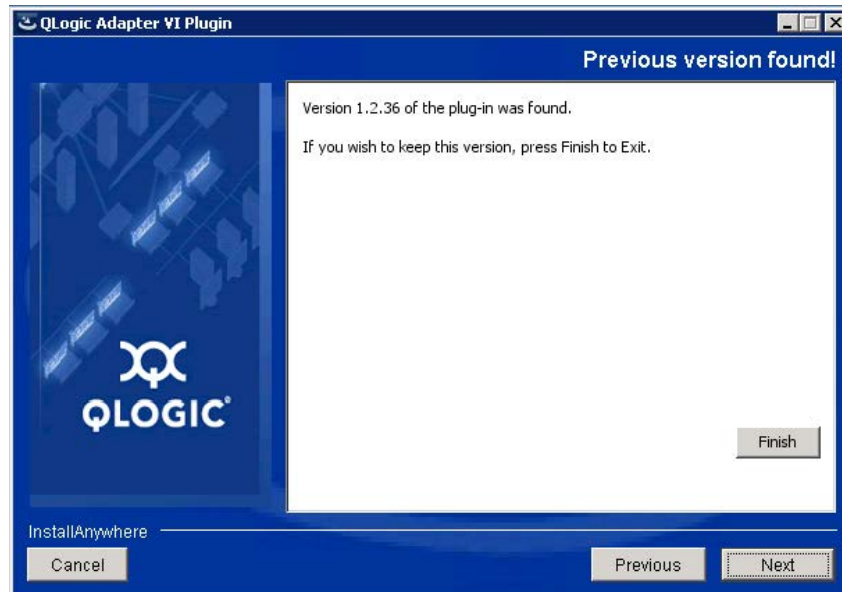 QLogic Adapter VI Plugin
Previous version found!
Version 1.2.36 of the plug-in was found.
If you wish to keep this version, press Finish to Exit.
QLOGIC®
Finish
InstallAnywhere
Cancel
Previous
Next